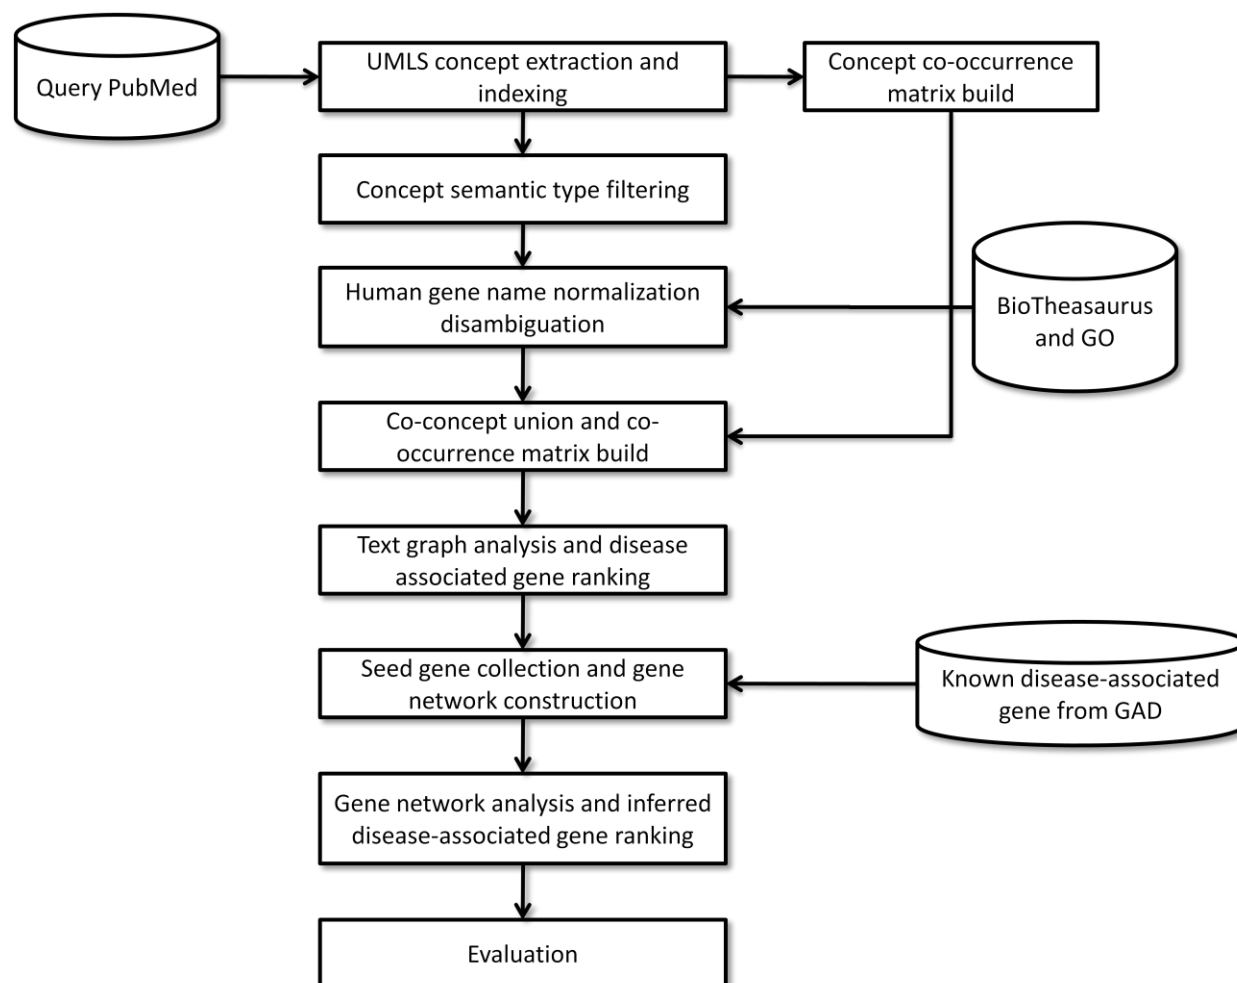 Query PubMed
UMLS concept extraction and
indexing
Concept co-occurrence
matrix build
Concept semantic type filtering
Human gene name normalization
disambiguation
BioTheasaurus
and GO
Co-concept union and co-
occurrence matrix build
Text graph analysis and disease
associated gene ranking
Seed gene collection and gene
network construction
Known disease-associated
gene from GAD
Gene network analysis and inferred
disease-associated gene ranking
Evaluation